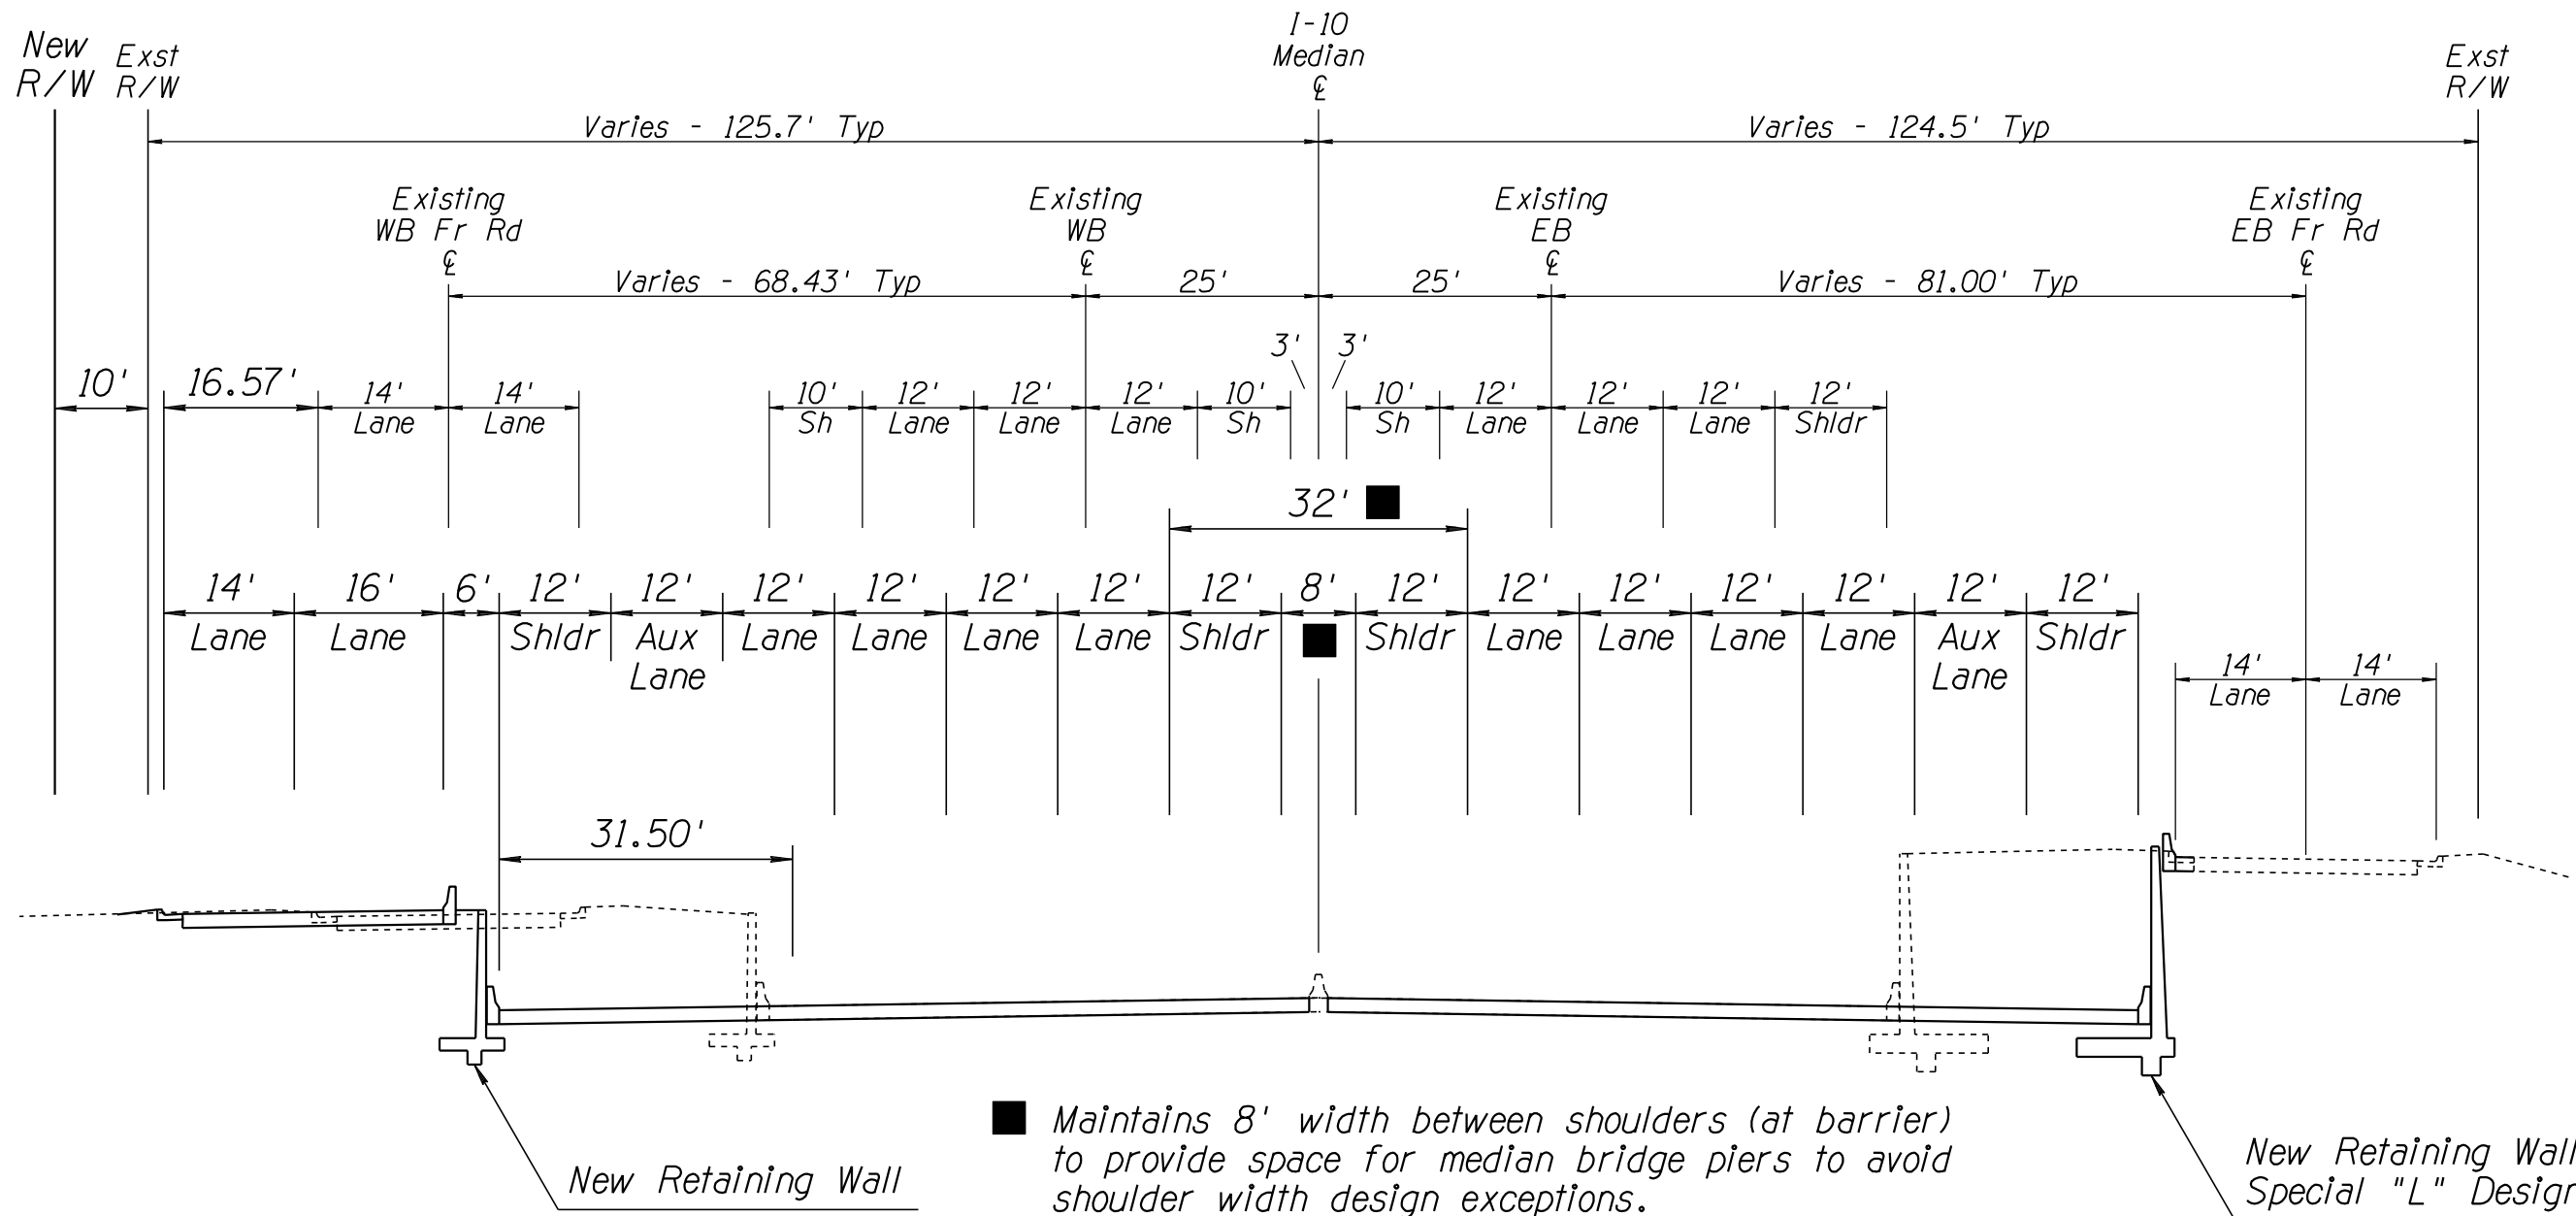 New
R/W
Exst
R/W
I-10
Median
℄
Exst
R/W
Varies - 125.7' Typ
Varies - 124.5' Typ
Existing
WB Fr Rd
℄
Existing
WB
℄
Existing
EB
℄
Existing
EB Fr Rd
℄
Varies - 68.43' Typ
25'
25'
Varies - 81.00' Typ
3'
3'
10'
16.57'
14'
Lane
14'
Lane
10'
Sh
12'
Lane
12'
Lane
12'
Lane
10'
Sh
10'
Sh
12'
Lane
12'
Lane
12'
Lane
12'
Shldr
32' ■
14'
Lane
16'
Lane
6'
12'
Shldr
12'
Aux
Lane
12'
Lane
12'
Lane
12'
Lane
12'
Lane
12'
Shldr
8'
■
12'
Shldr
12'
Lane
12'
Lane
12'
Lane
12'
Lane
12'
Aux
Lane
12'
Shldr
14'
Lane
14'
Lane
31.50'
■ Maintains 8' width between shoulders (at barrier)
to provide space for median bridge piers to avoid
shoulder width design exceptions.
New Retaining Wall
New Retaining Wall
Special "L" Design